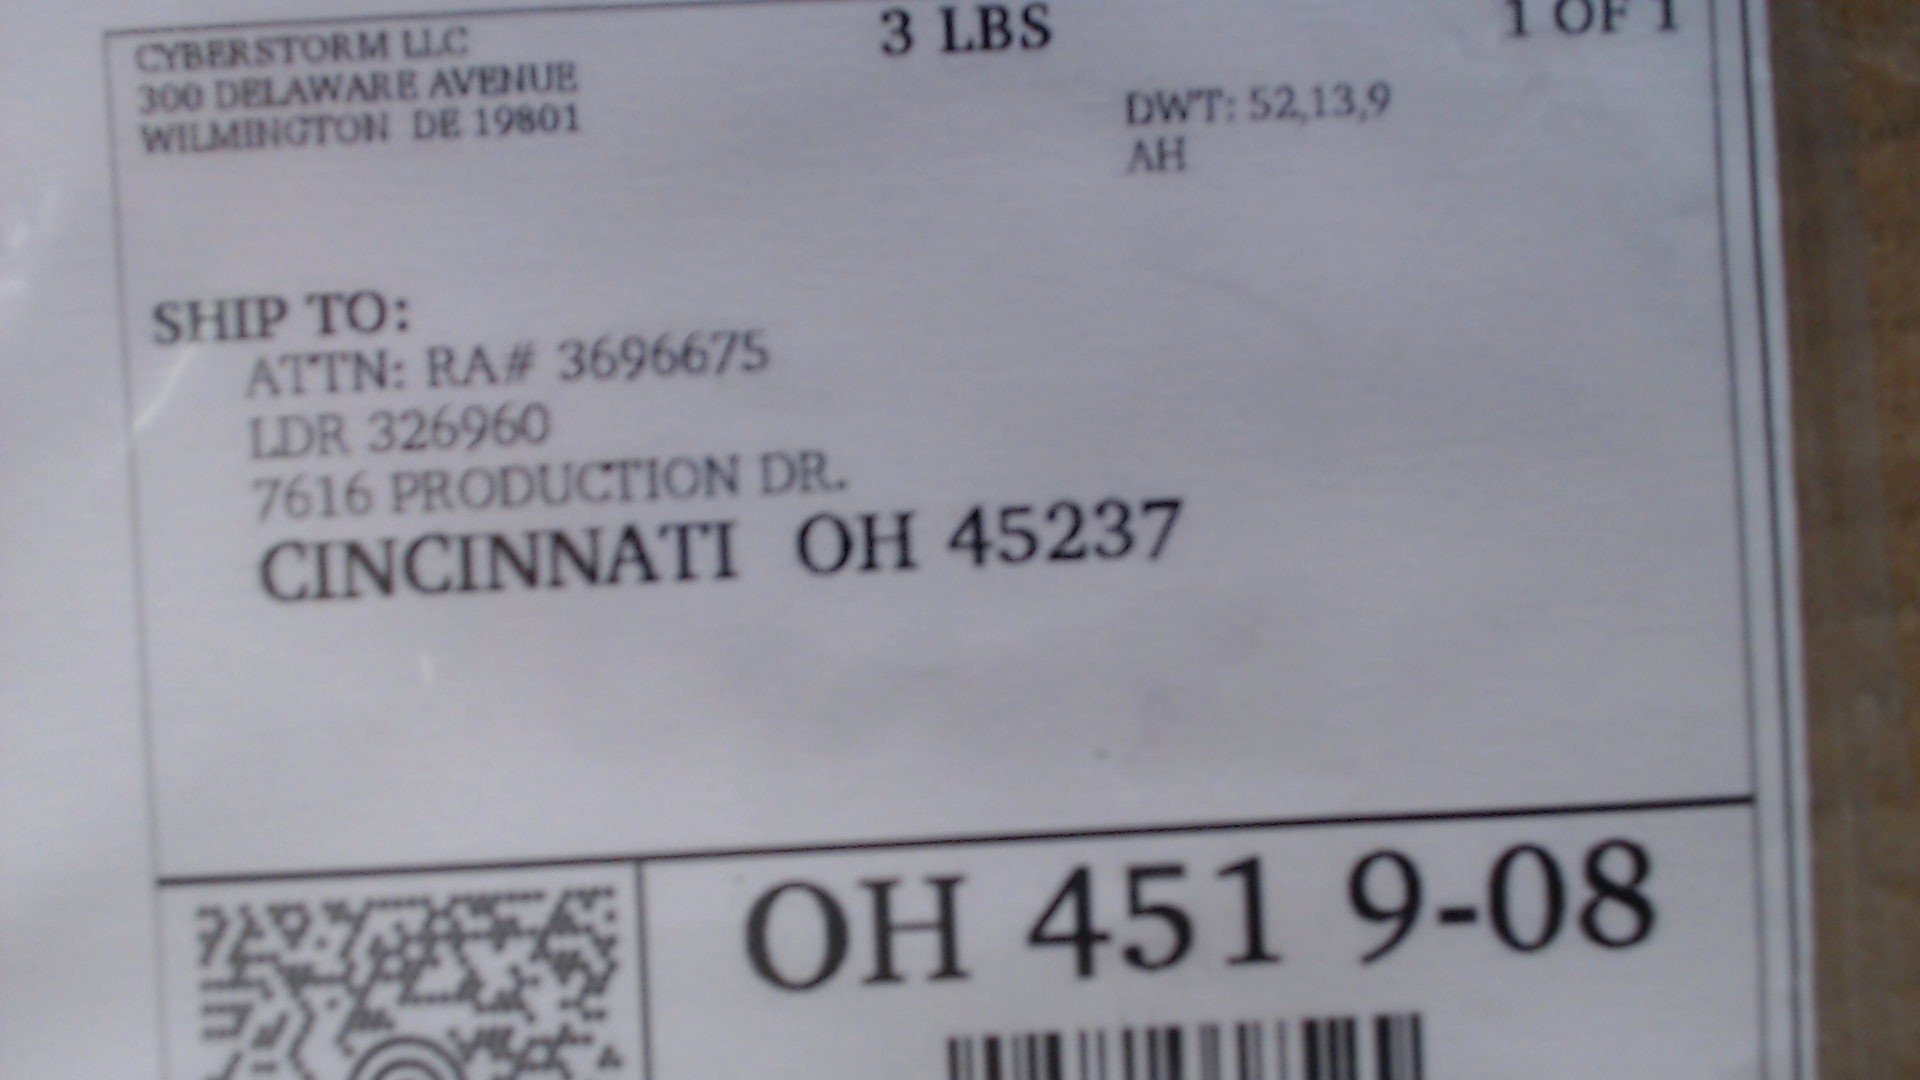 CYBERSTORM LLC
300 DELAWARE AVENUE
WILMINGTON DE 19801
3 LBS
1 OF 1
DWT: 52,13,9
AH
SHIP TO:
ATTN: RA# 3696675
LDR 326960
7616 PRODUCTION DR.
CINCINNATI OH 45237
OH 451 9-08